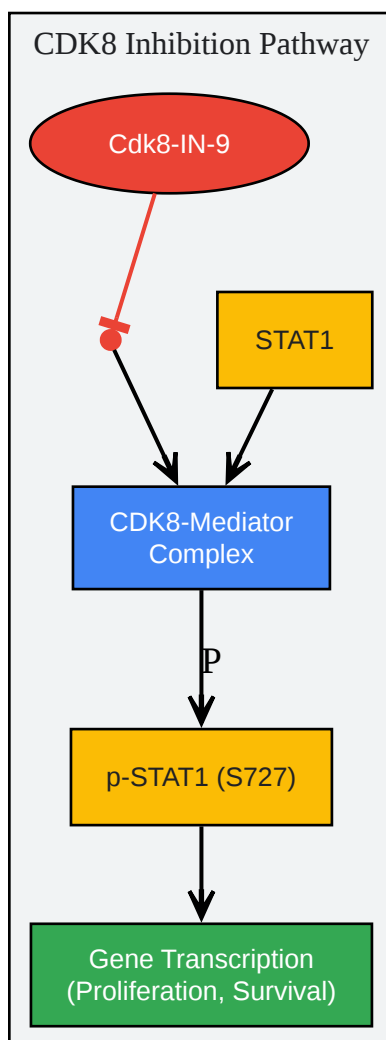 CDK8 Inhibition Pathway
Cdk8-IN-9
STAT1
CDK8-Mediator
Complex
P
p-STAT1 (S727)
Gene Transcription
(Proliferation, Survival)